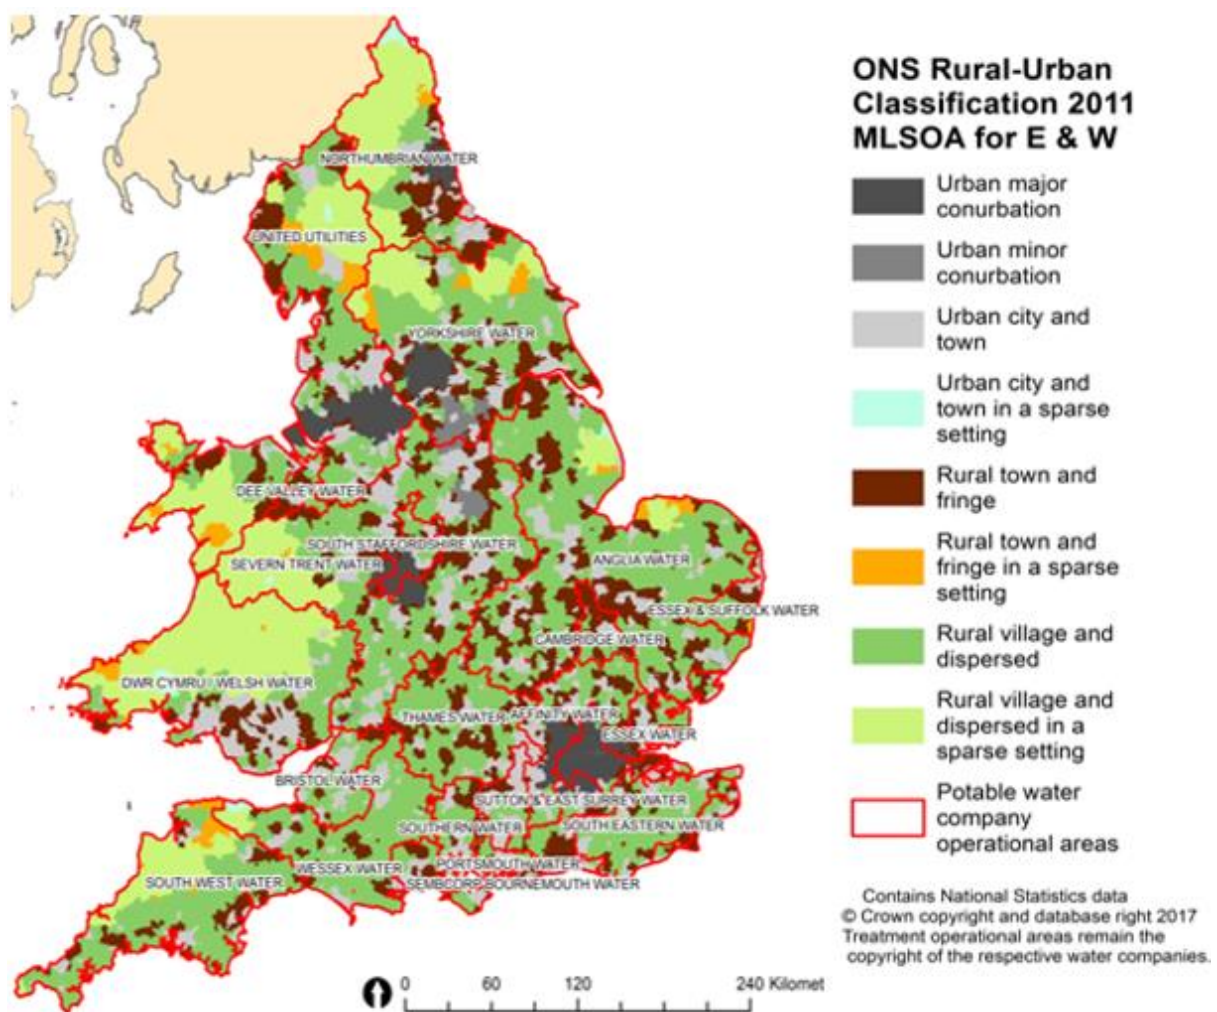 NORTHUMBRIAN WATER
UNITED UTILITIES
YORKSHIRE WATER
DEE VALLEY WATER
SOUTH STAFFORDSHIRE WATER
SEVERN TRENT WATER
ANGLIA WATER
ESSEX & SUFFOLK WATER
CAMBRIDGE WATER
DWR CYMRU / WELSH WATER
THAMES WATER
AFFINITY WATER
ESSEX WATER
BRISTOL WATER
SUTTON & EAST SURREY WATER
SOUTHERN WATER
SOUTH EASTERN WATER
PORTSMOUTH WATER
WESSEX WATER
SOUTH WEST WATER
SEMBCORP BOURNEMOUTH WATER
0 60 120 240 Kilomet
ONS Rural-Urban
Classification 2011
MLSOA for E & W
Urban major
conurbation
Urban minor
conurbation
Urban city and
town
Urban city and
town in a sparse
setting
Rural town and
fringe
Rural town and
fringe in a sparse
setting
Rural village and
dispersed
Rural village and
dispersed in a
sparse setting
Potable water
company
operational areas
Contains National Statistics data
© Crown copyright and database right 2017
Treatment operational areas remain the
copyright of the respective water companies.